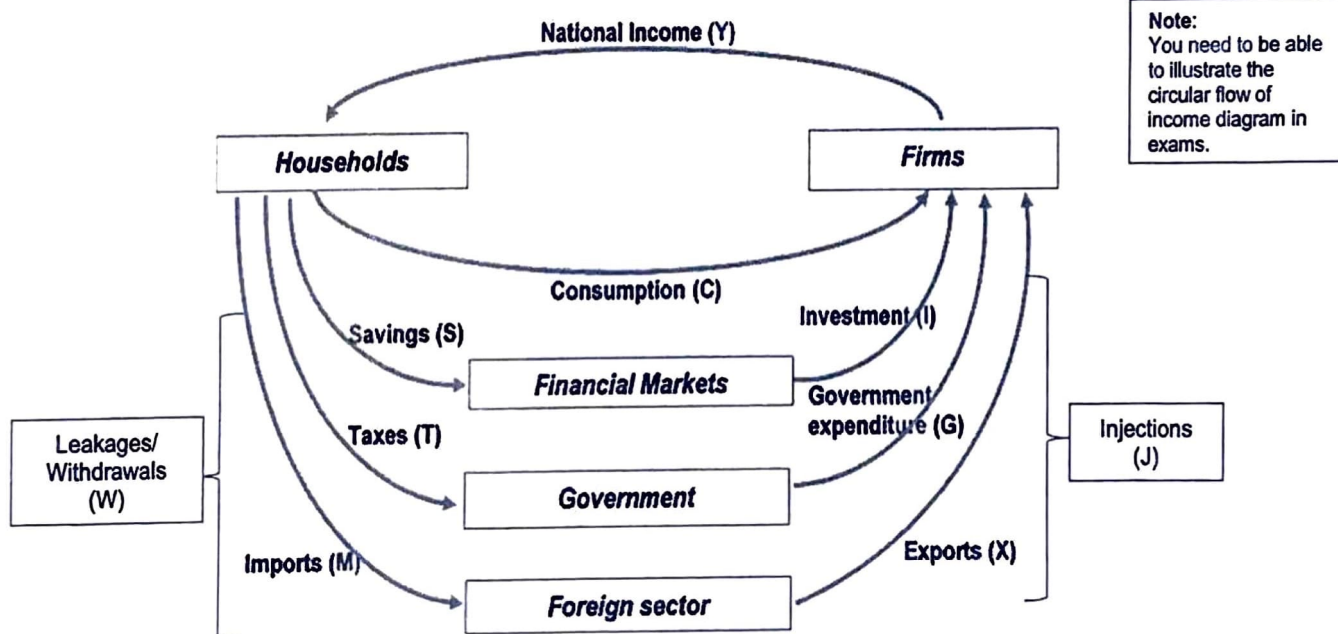 National Income (Y)
Note:
You need to be able
to illustrate the
circular flow of
income diagram in
exams.
Households
Firms
Consumption (C)
Savings (S)
Investment (I)
Financial Markets
Government
expenditure (G)
Taxes (T)
Leakages/
Withdrawals
(W)
Injections
(J)
Government
Imports (M)
Exports (X)
Foreign sector